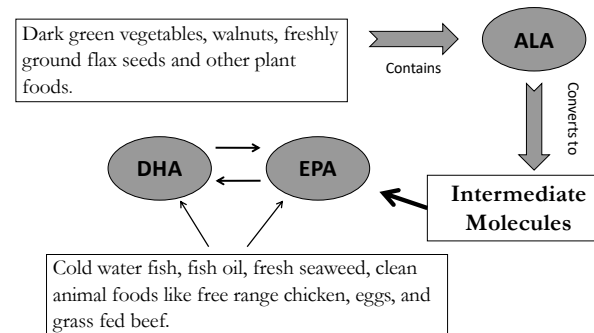 Dark green vegetables, walnuts, freshly
ground flax seeds and other plant
foods.
Contains
ALA
Converts to
DHA
EPA
Intermediate
Molecules
Cold water fish, fish oil, fresh seaweed, clean
animal foods like free range chicken, eggs, and
grass fed beef.